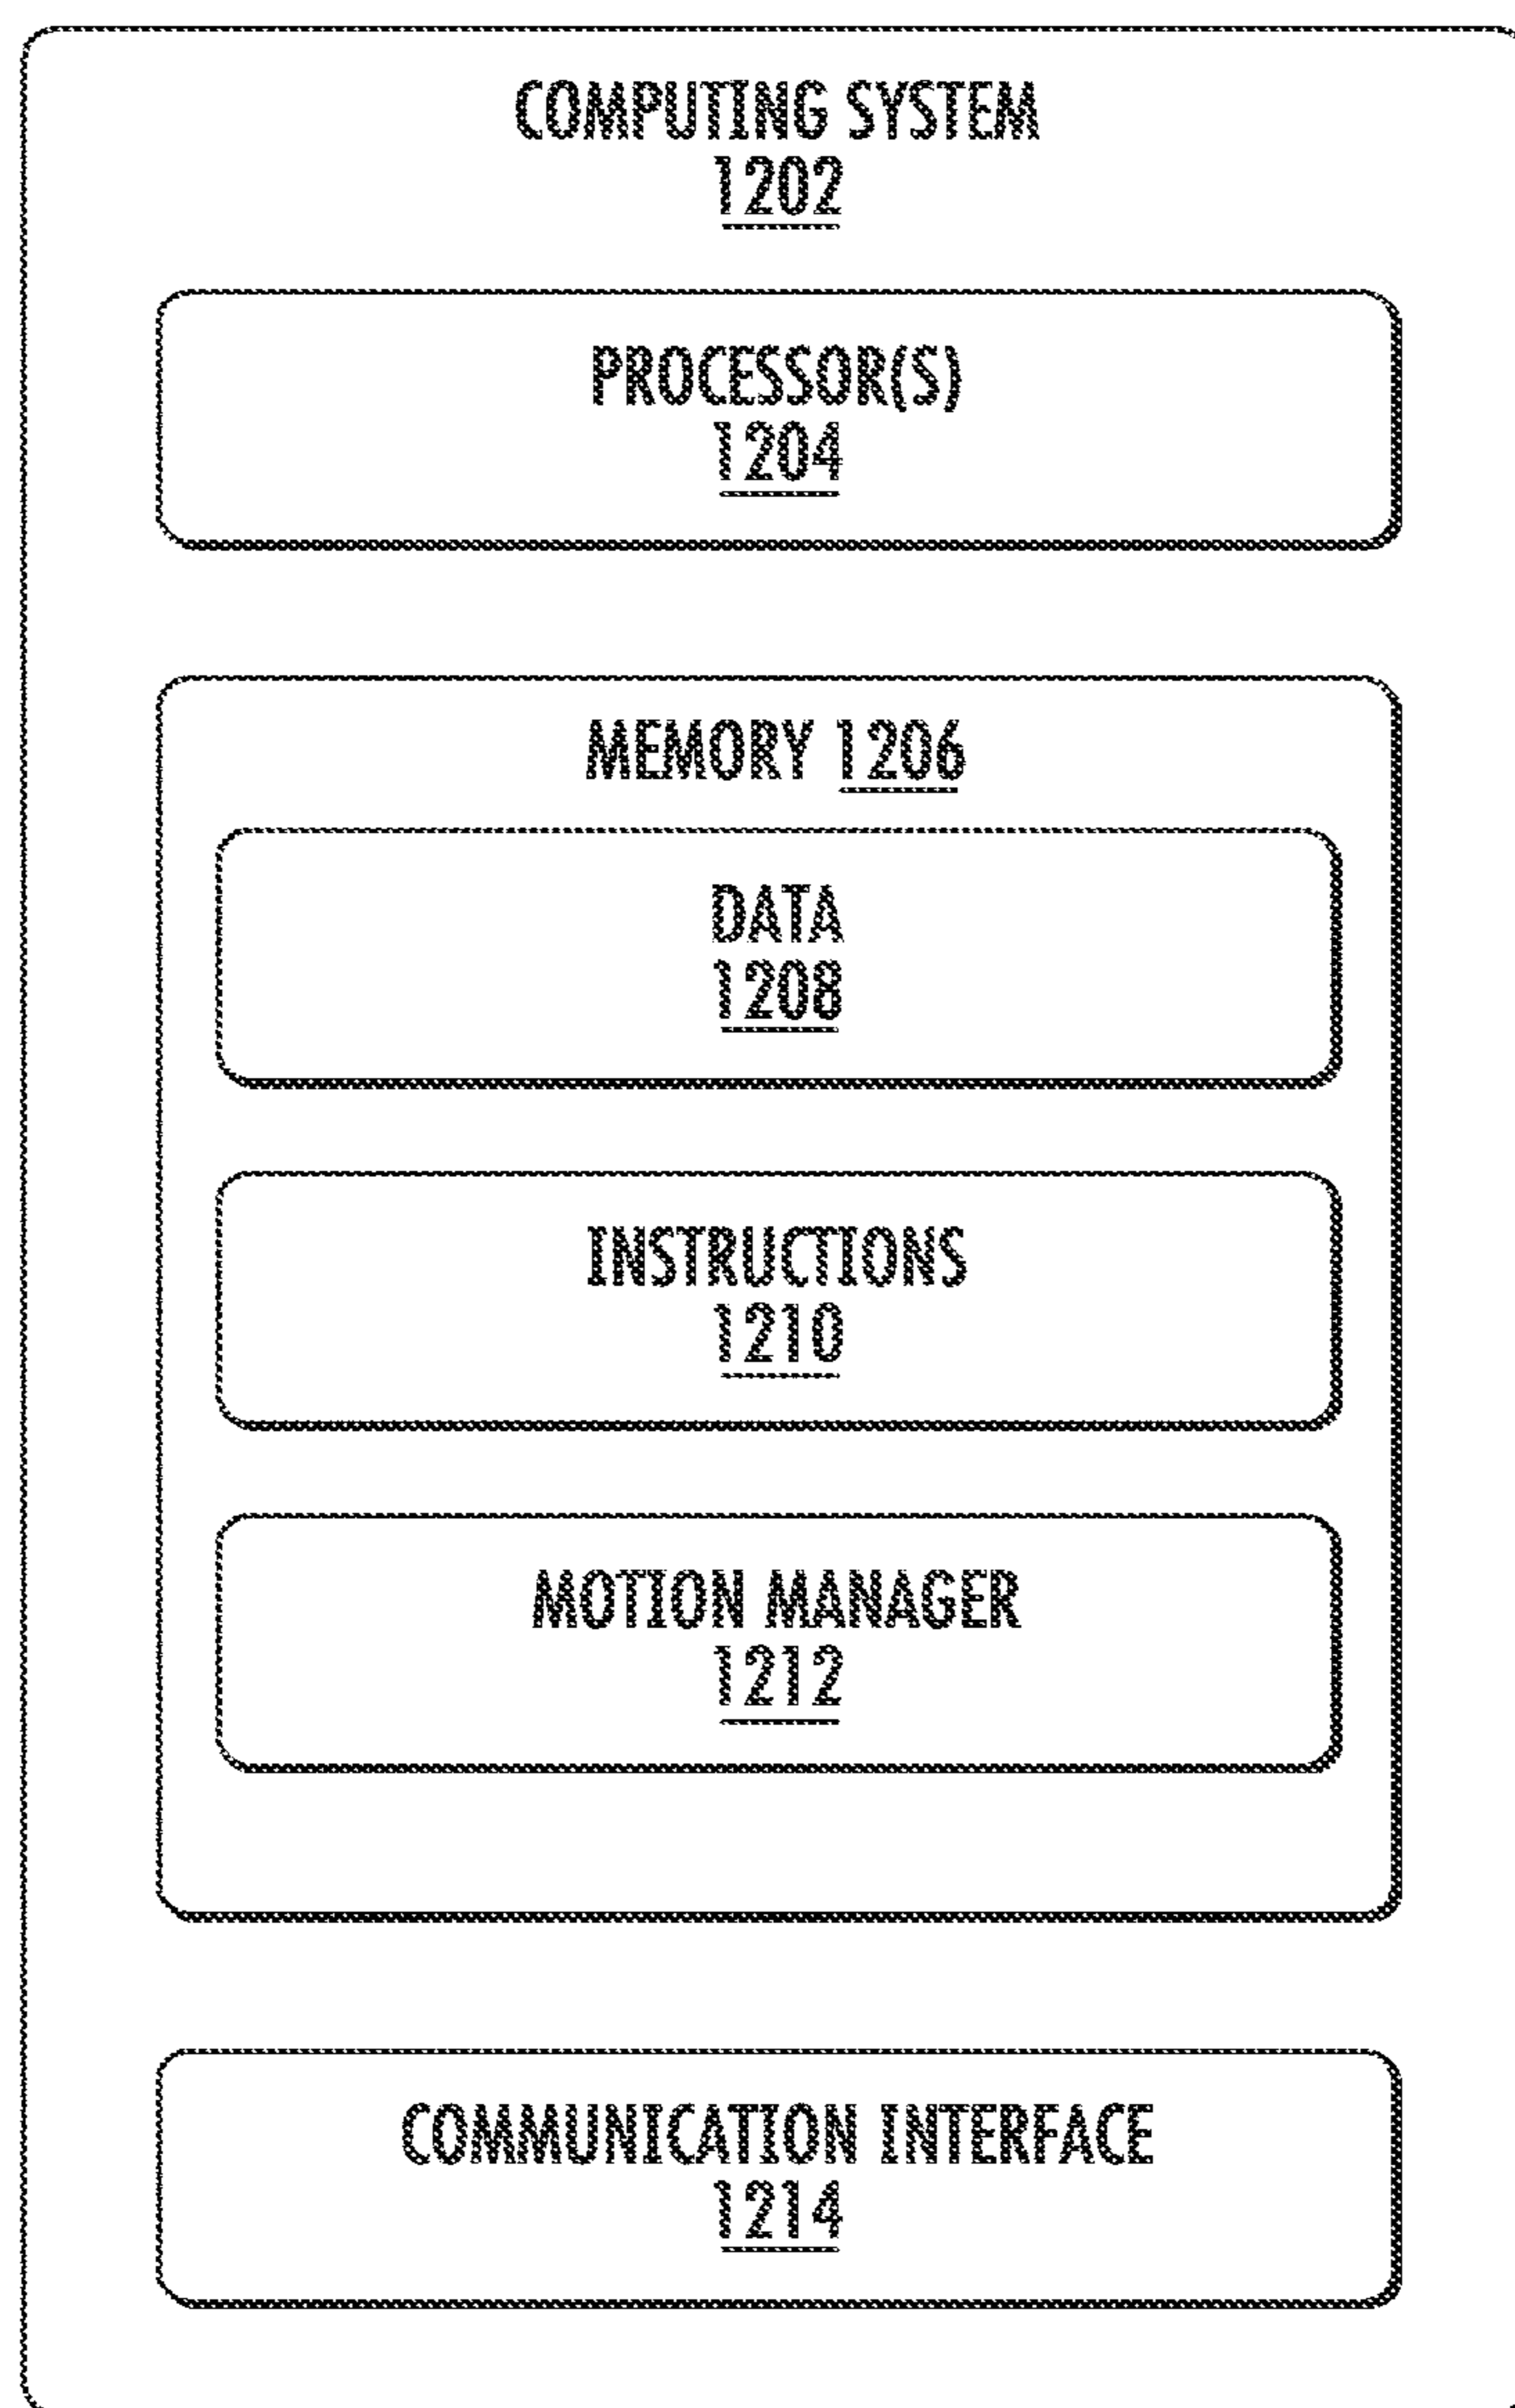 COMPUTING SYSTEM
1202
PROCESSOR(S)
1204
MEMORY 1206
DATA
1208
INSTRUCTIONS
1210
MOTION MANAGER
1212
COMMUNICATION INTERFACE
1214